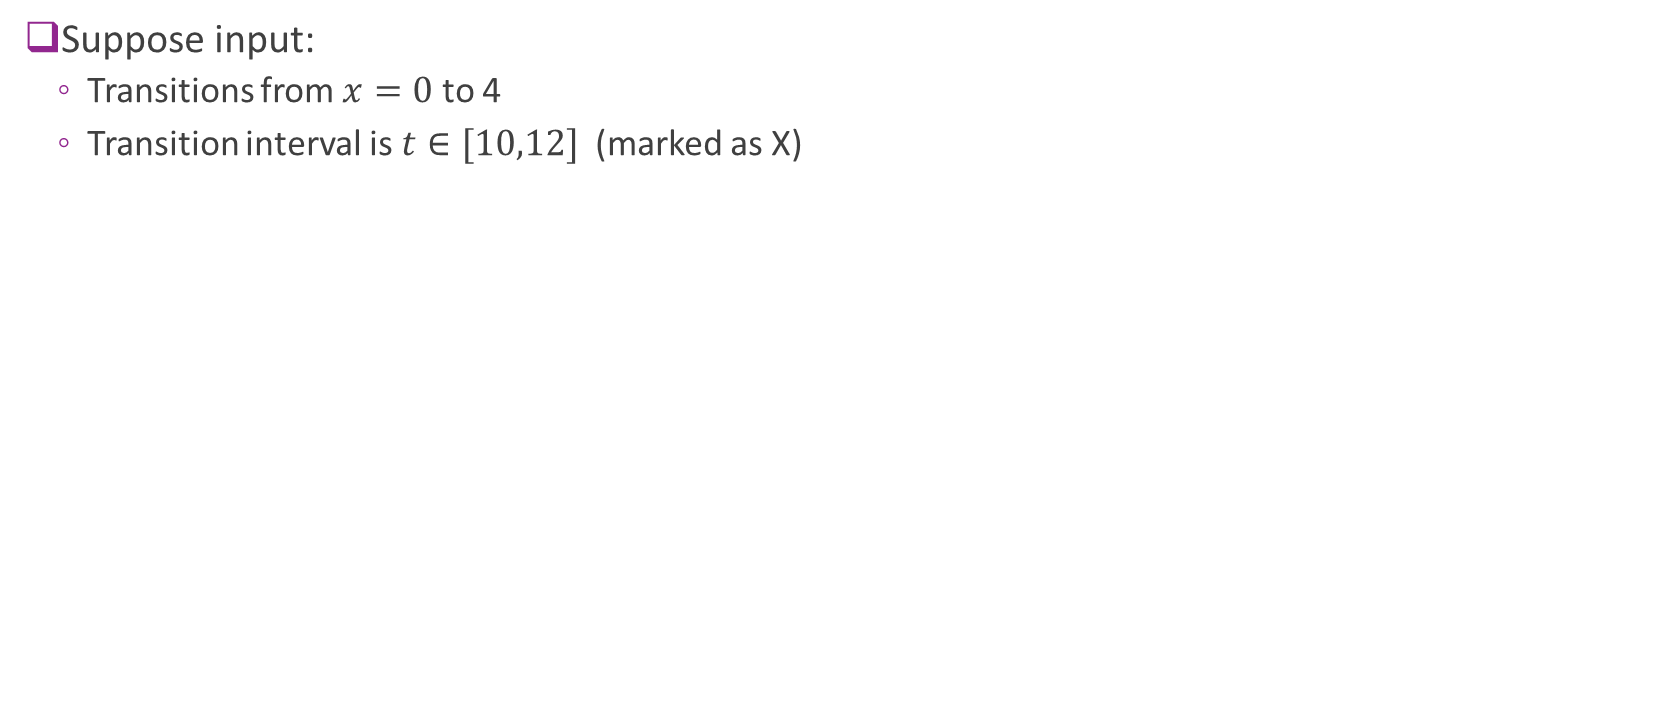 Suppose input:
Transitions from x = 0 to 4
Transition interval is t ∈ [10,12] (marked as X)